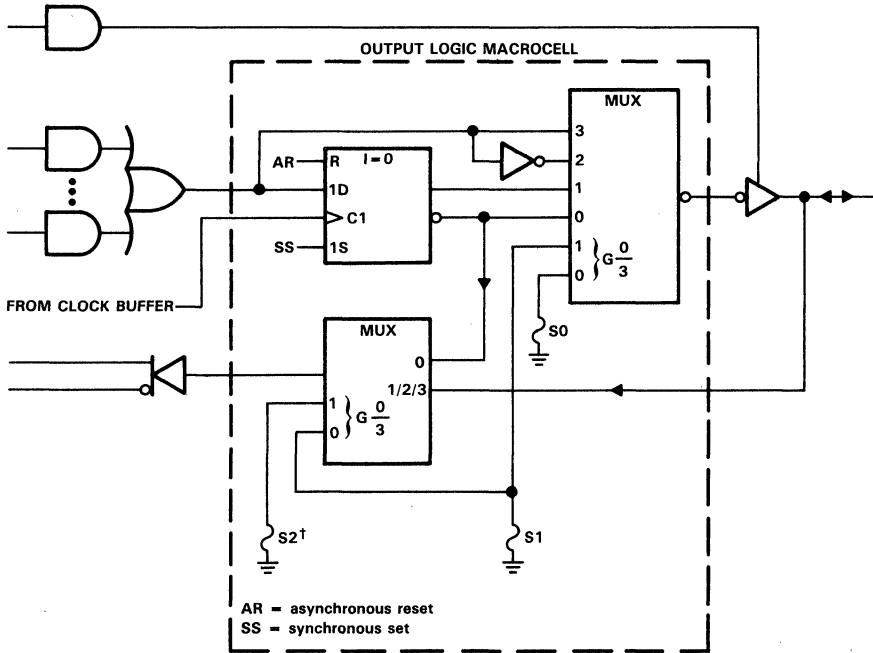 OUTPUT LOGIC MACROCELL
MUX
3
2
1
0
1
0
} G 0/3
AR
R
I = 0
1D
C1
SS
1S
FROM CLOCK BUFFER
S0
MUX
0
1/2/3
1
0
} G 0/3
S2†
S1
AR = asynchronous reset
SS = synchronous set